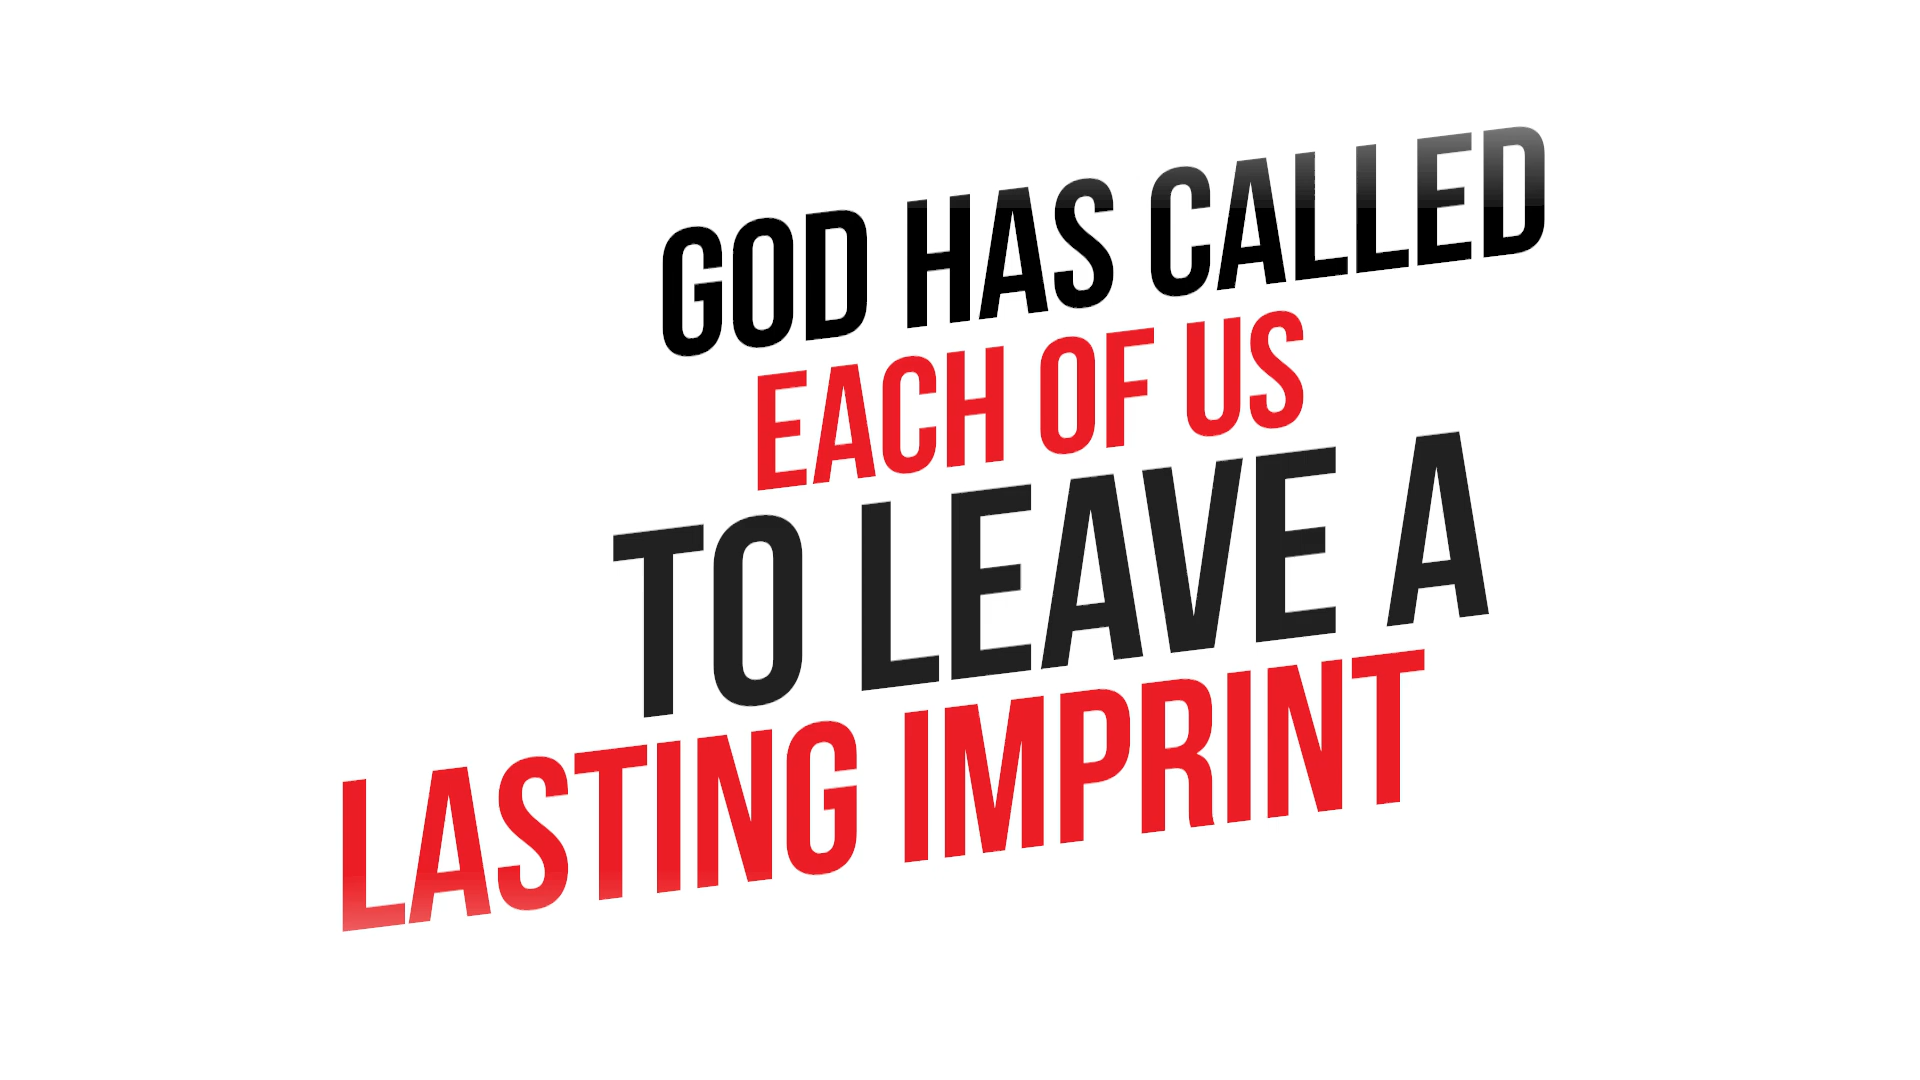 GOD HAS CALLED
EACH OF US
TO LEAVE A
LASTING IMPRINT